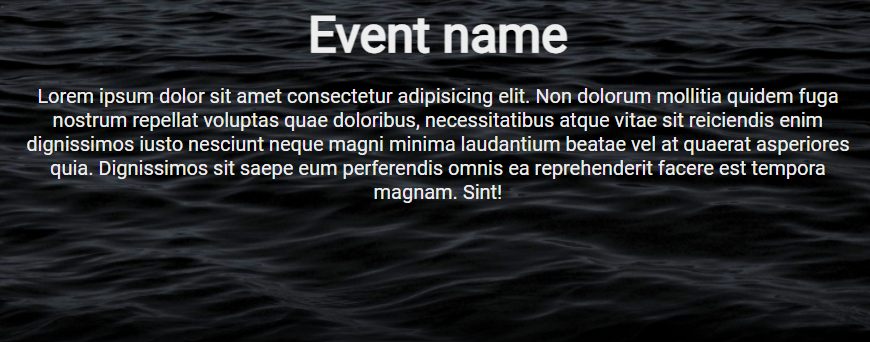 Event name
Lorem ipsum dolor sit amet consectetur adipisicing elit. Non dolorum mollitia quidem fuga
nostrum repellat voluptas quae doloribus, necessitatibus atque vitae sit reiciendis enim
dignissimos iusto nesciunt neque magni minima laudantium beatae vel at quaerat asperiores
quia. Dignissimos sit saepe eum perferendis omnis ea reprehenderit facere est tempora
magnam. Sint!